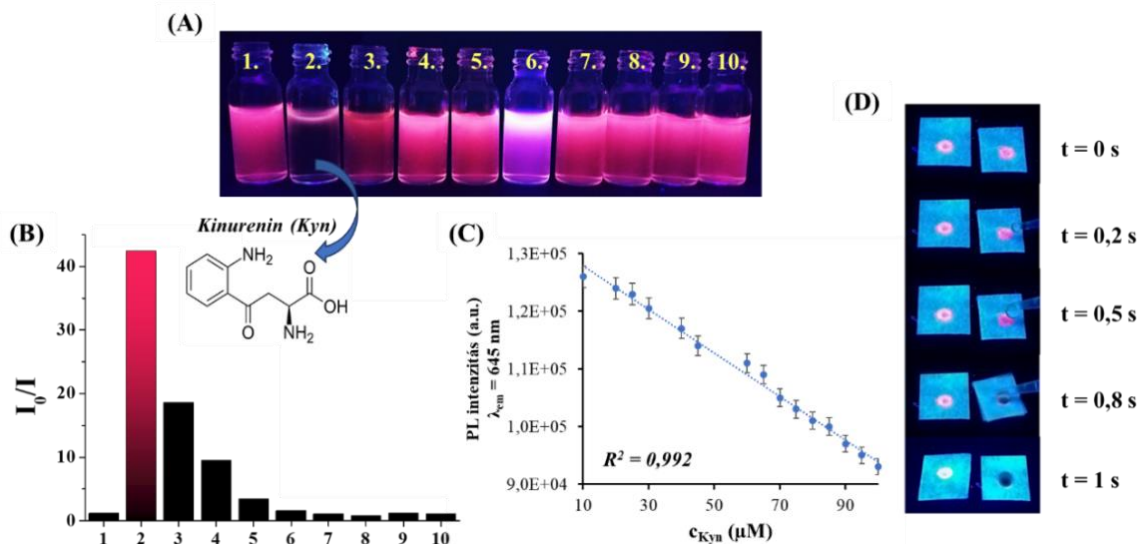 (A)
1. 2. 3. 4. 5. 6. 7. 8. 9. 10.
(B)
Kinurenin (Kyn)
NH₂
O
OH
O
NH₂
I₀/I
40
30
20
10
0
1 2 3 4 5 6 7 8 9 10
(C)
PL intenzitás (a.u.)
λₑₘ = 645 nm
1,3E+05
1,2E+05
1,1E+05
1,0E+05
9,0E+04
R² = 0,992
10 30 50 70 90
c_Kyn (µM)
(D)
t = 0 s
t = 0,2 s
t = 0,5 s
t = 0,8 s
t = 1 s